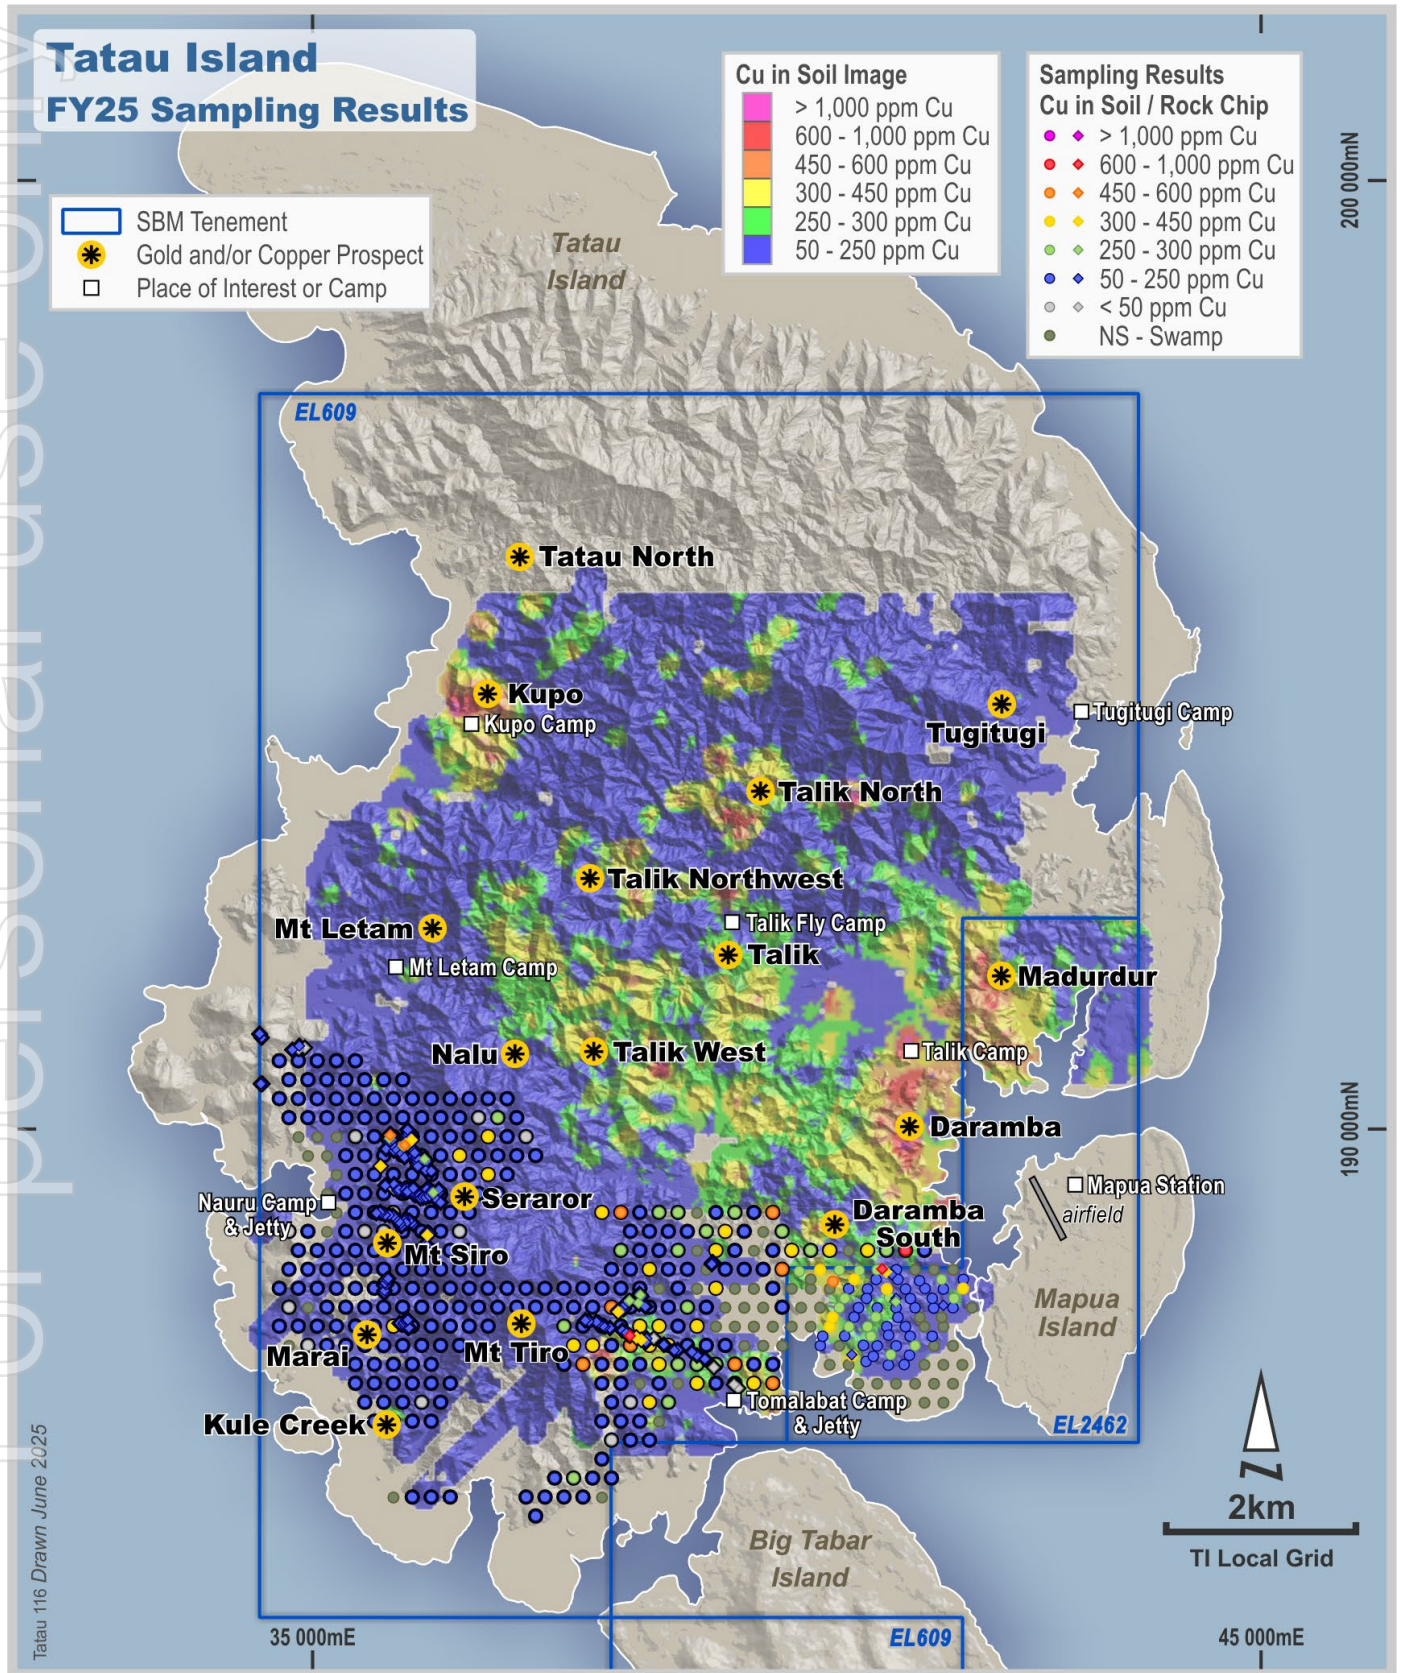 Tatau Island
FY25 Sampling Results
SBM Tenement
Gold and/or Copper Prospect
Place of Interest or Camp
Cu in Soil Image
> 1,000 ppm Cu
600 - 1,000 ppm Cu
450 - 600 ppm Cu
300 - 450 ppm Cu
250 - 300 ppm Cu
50 - 250 ppm Cu
Sampling Results
Cu in Soil / Rock Chip
> 1,000 ppm Cu
600 - 1,000 ppm Cu
450 - 600 ppm Cu
300 - 450 ppm Cu
250 - 300 ppm Cu
50 - 250 ppm Cu
< 50 ppm Cu
NS - Swamp
200 000mN
Tatau
Island
EL609
Tatau North
Kupo
Kupo Camp
Tugitugi
Tugitugi Camp
Talik North
Talik Northwest
Mt Letam
Talik Fly Camp
Talik
Mt Letam Camp
Madurdur
Nalu
Talik West
Talik Camp
Daramba
190 000mN
Seraror
Nauru Camp
& Jetty
Mapua Station
airfield
Daramba
South
Mt Siro
Mapua
Island
Marai
Mt Tiro
Tomalabat Camp
& Jetty
Kule Creek
EL2462
Big Tabar
Island
2km
TI Local Grid
35 000mE
EL609
45 000mE
Tatau 116 Drawn June 2025
For personal use only